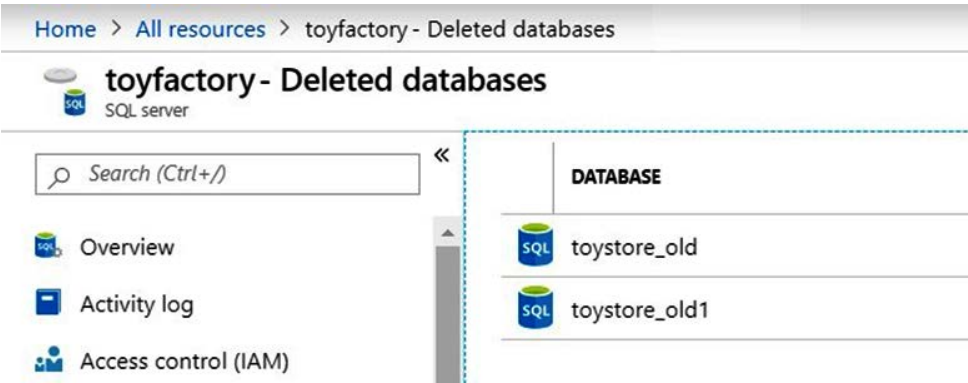 Home > All resources > toyfactory - Deleted databases
toyfactory - Deleted databases
SQL server
Search (Ctrl+/)
«
DATABASE
SQL Overview
SQL toystore_old
Activity log
SQL toystore_old1
Access control (IAM)